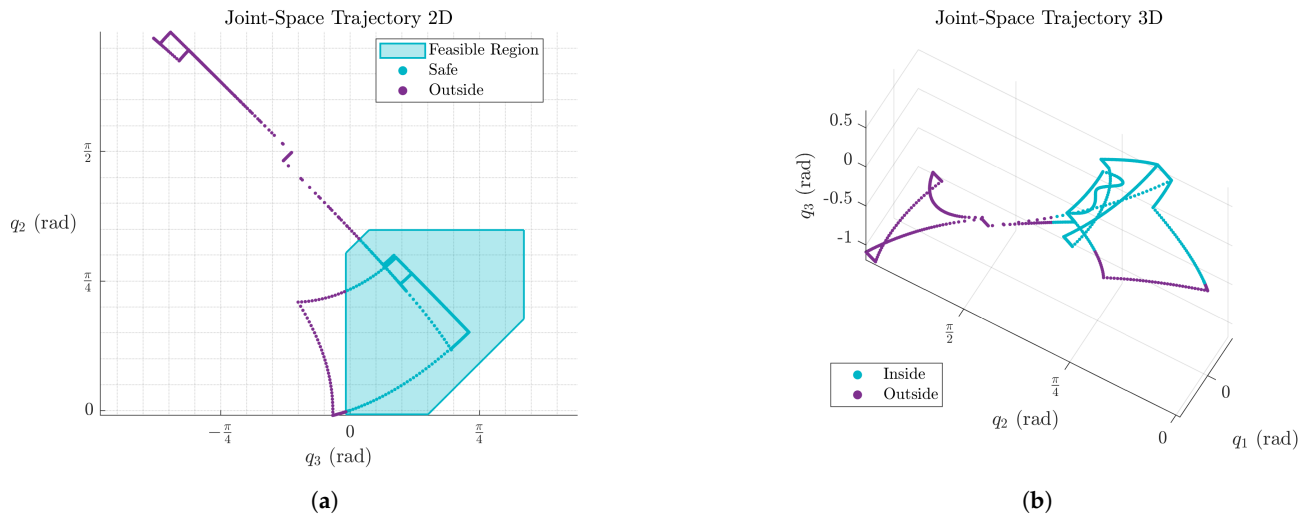 Joint-Space Trajectory 2D
Feasible Region
Safe
Outside
π/2
q₂ (rad)
π/4
0
−π/4
0
π/4
q₃ (rad)
(a)
Joint-Space Trajectory 3D
0.5
0
-0.5
-1
q₃ (rad)
π/2
π/4
0
q₂ (rad)
0
q₁ (rad)
Inside
Outside
(b)